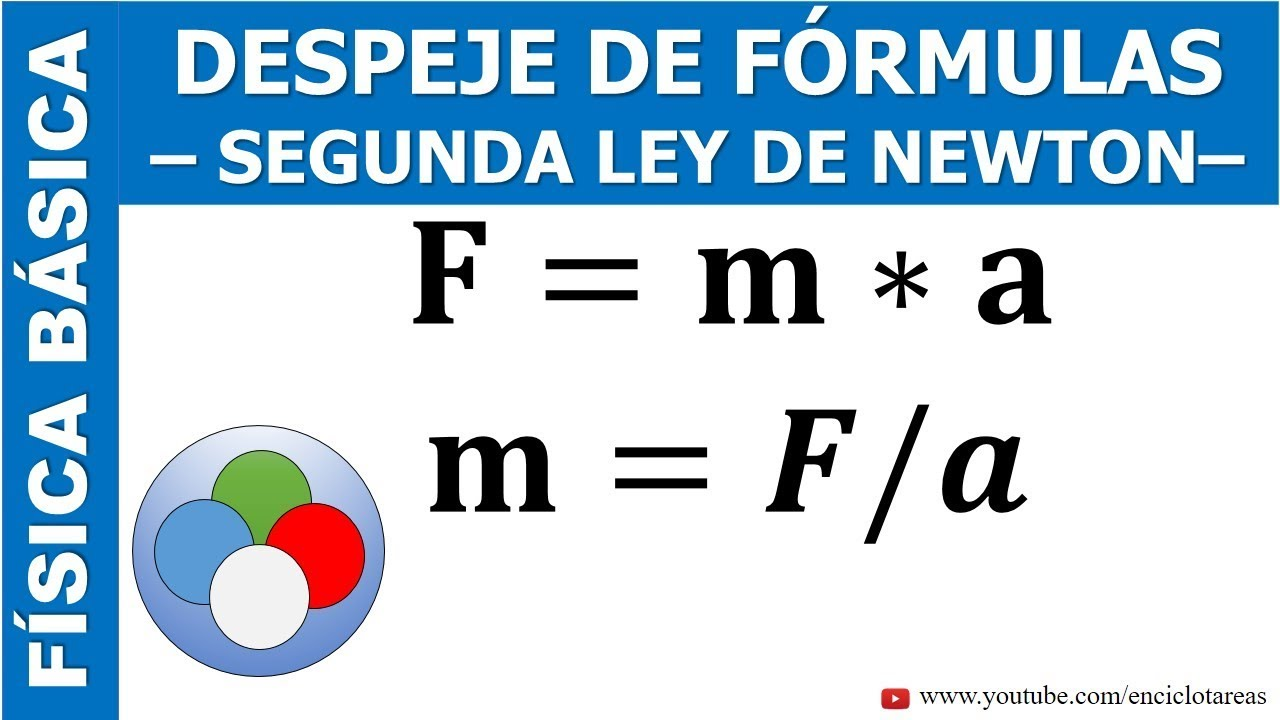 FÍSICA BÁSICA
DESPEJE DE FÓRMULAS
– SEGUNDA LEY DE NEWTON–
F = m * a
m = F/a
www.youtube.com/enciclotareas